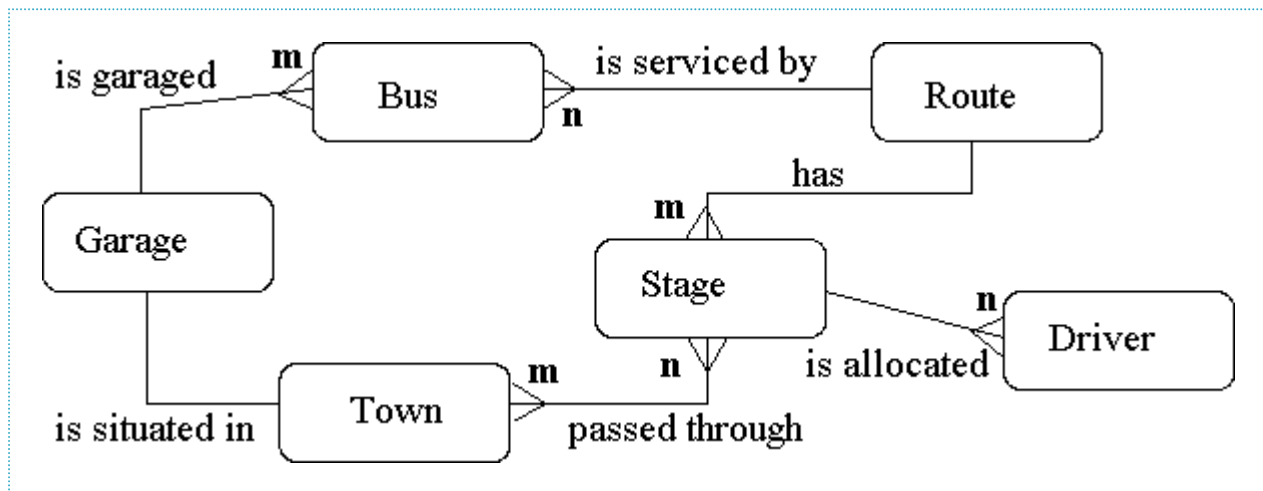 is garaged
m
Bus
n
is serviced by
Route
has
m
Garage
Stage
n
is allocated
n
Driver
is situated in
Town
m
passed through